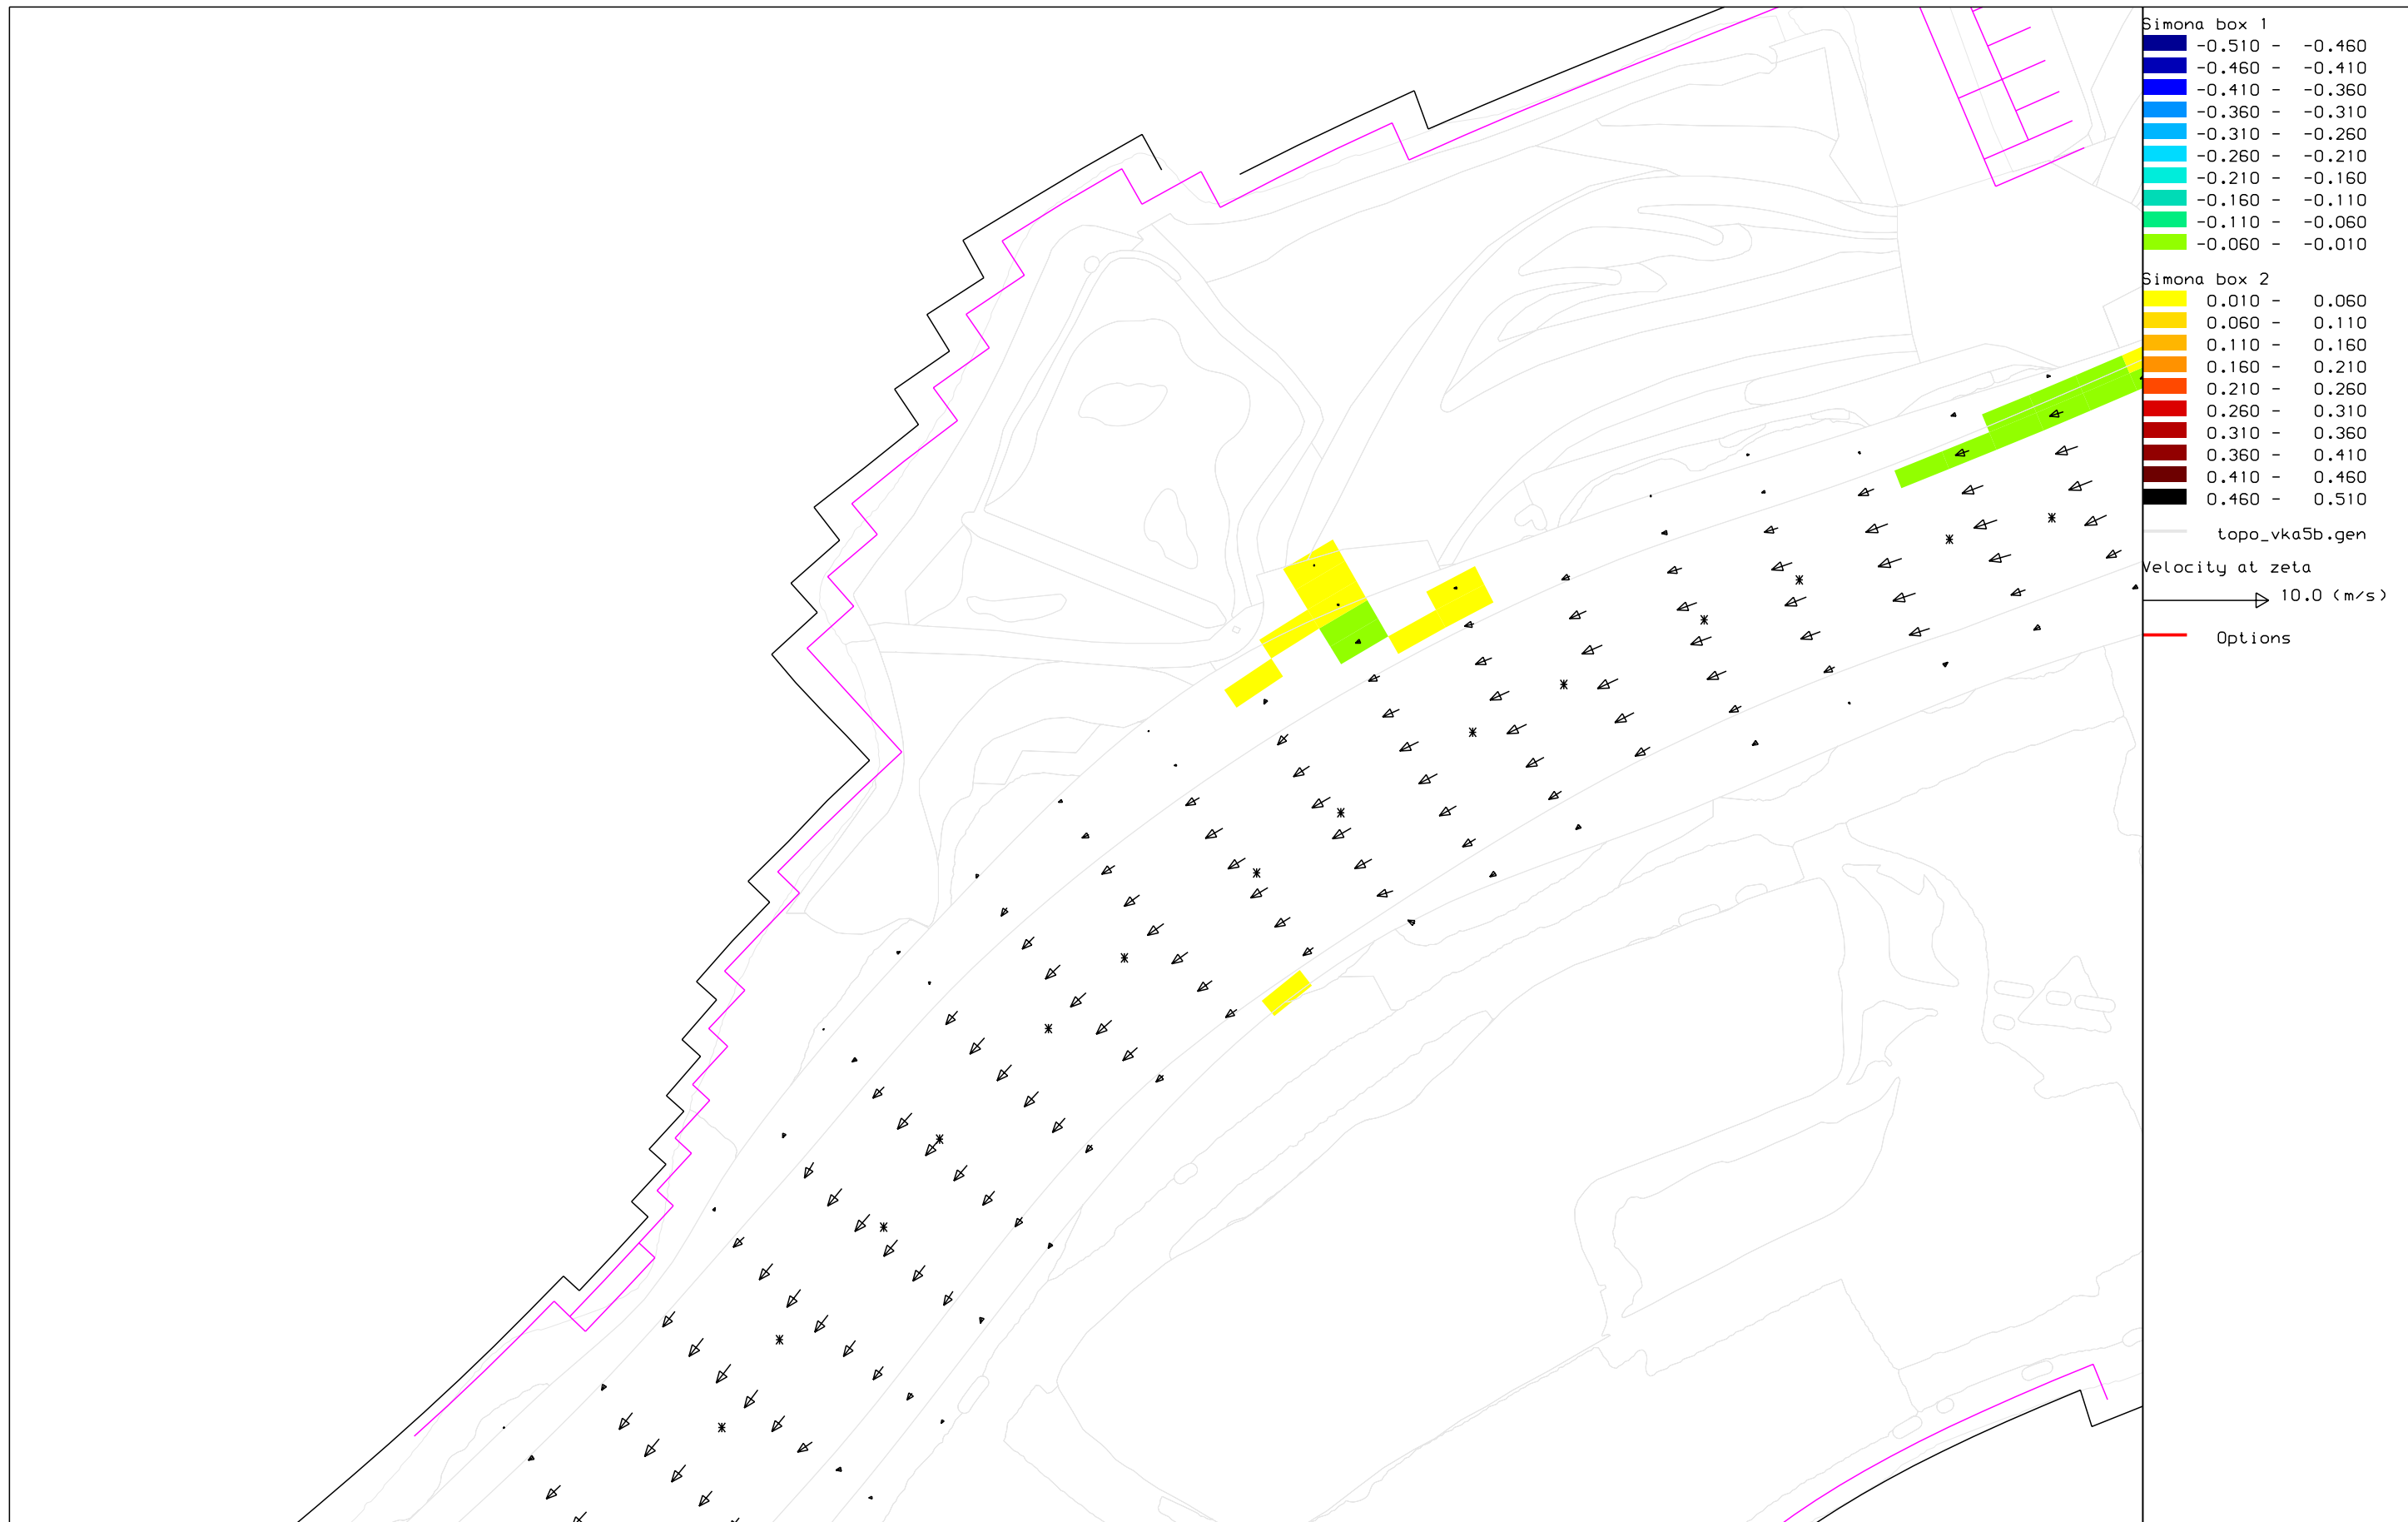 Simona box 1
-0.510 - -0.460
-0.460 - -0.410
-0.410 - -0.360
-0.360 - -0.310
-0.310 - -0.260
-0.260 - -0.210
-0.210 - -0.160
-0.160 - -0.110
-0.110 - -0.060
-0.060 - -0.010
Simona box 2
0.010 - 0.060
0.060 - 0.110
0.110 - 0.160
0.160 - 0.210
0.210 - 0.260
0.260 - 0.310
0.310 - 0.360
0.360 - 0.410
0.410 - 0.460
0.460 - 0.510
topo_vka5b.gen
Velocity at zeta
10.0 (m/s)
Options